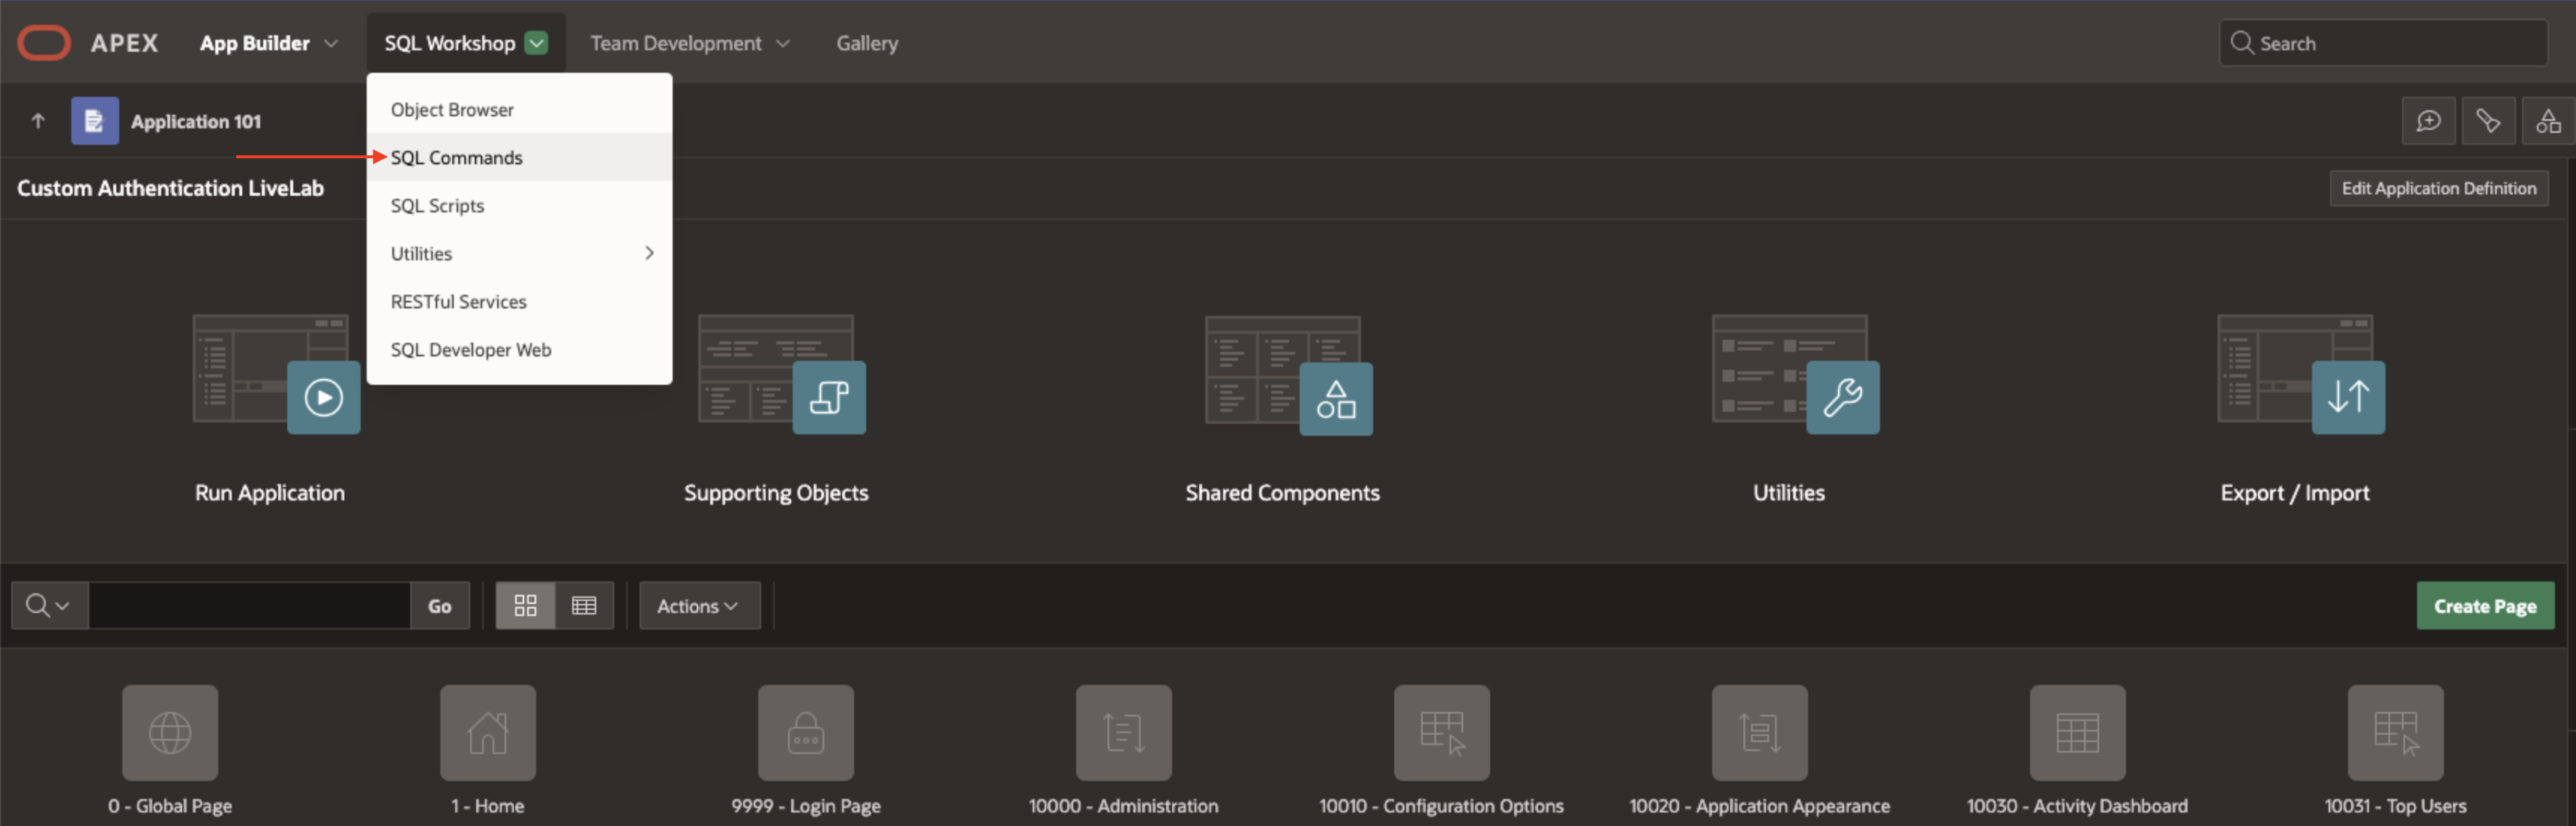 APEX App Builder SQL Workshop Team Development Gallery Search
Object Browser
Application 101
SQL Commands
Custom Authentication LiveLab
Edit Application Definition
SQL Scripts
Utilities
RESTful Services
SQL Developer Web
Run Application Supporting Objects Shared Components Utilities Export / Import
Go Actions Create Page
0 - Global Page 1 - Home 9999 - Login Page 10000 - Administration 10010 - Configuration Options 10020 - Application Appearance 10030 - Activity Dashboard 10031 - Top Users